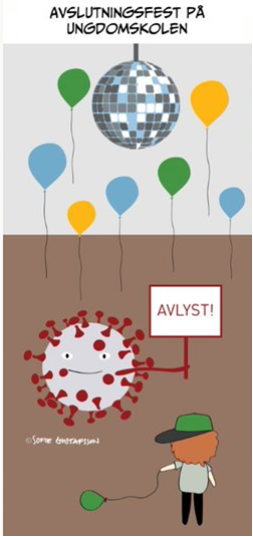 AVSLUTNINGSFEST PÅ
UNGDOMSKOLEN
AVLYST!
©SOFIE GUSTAFSSON